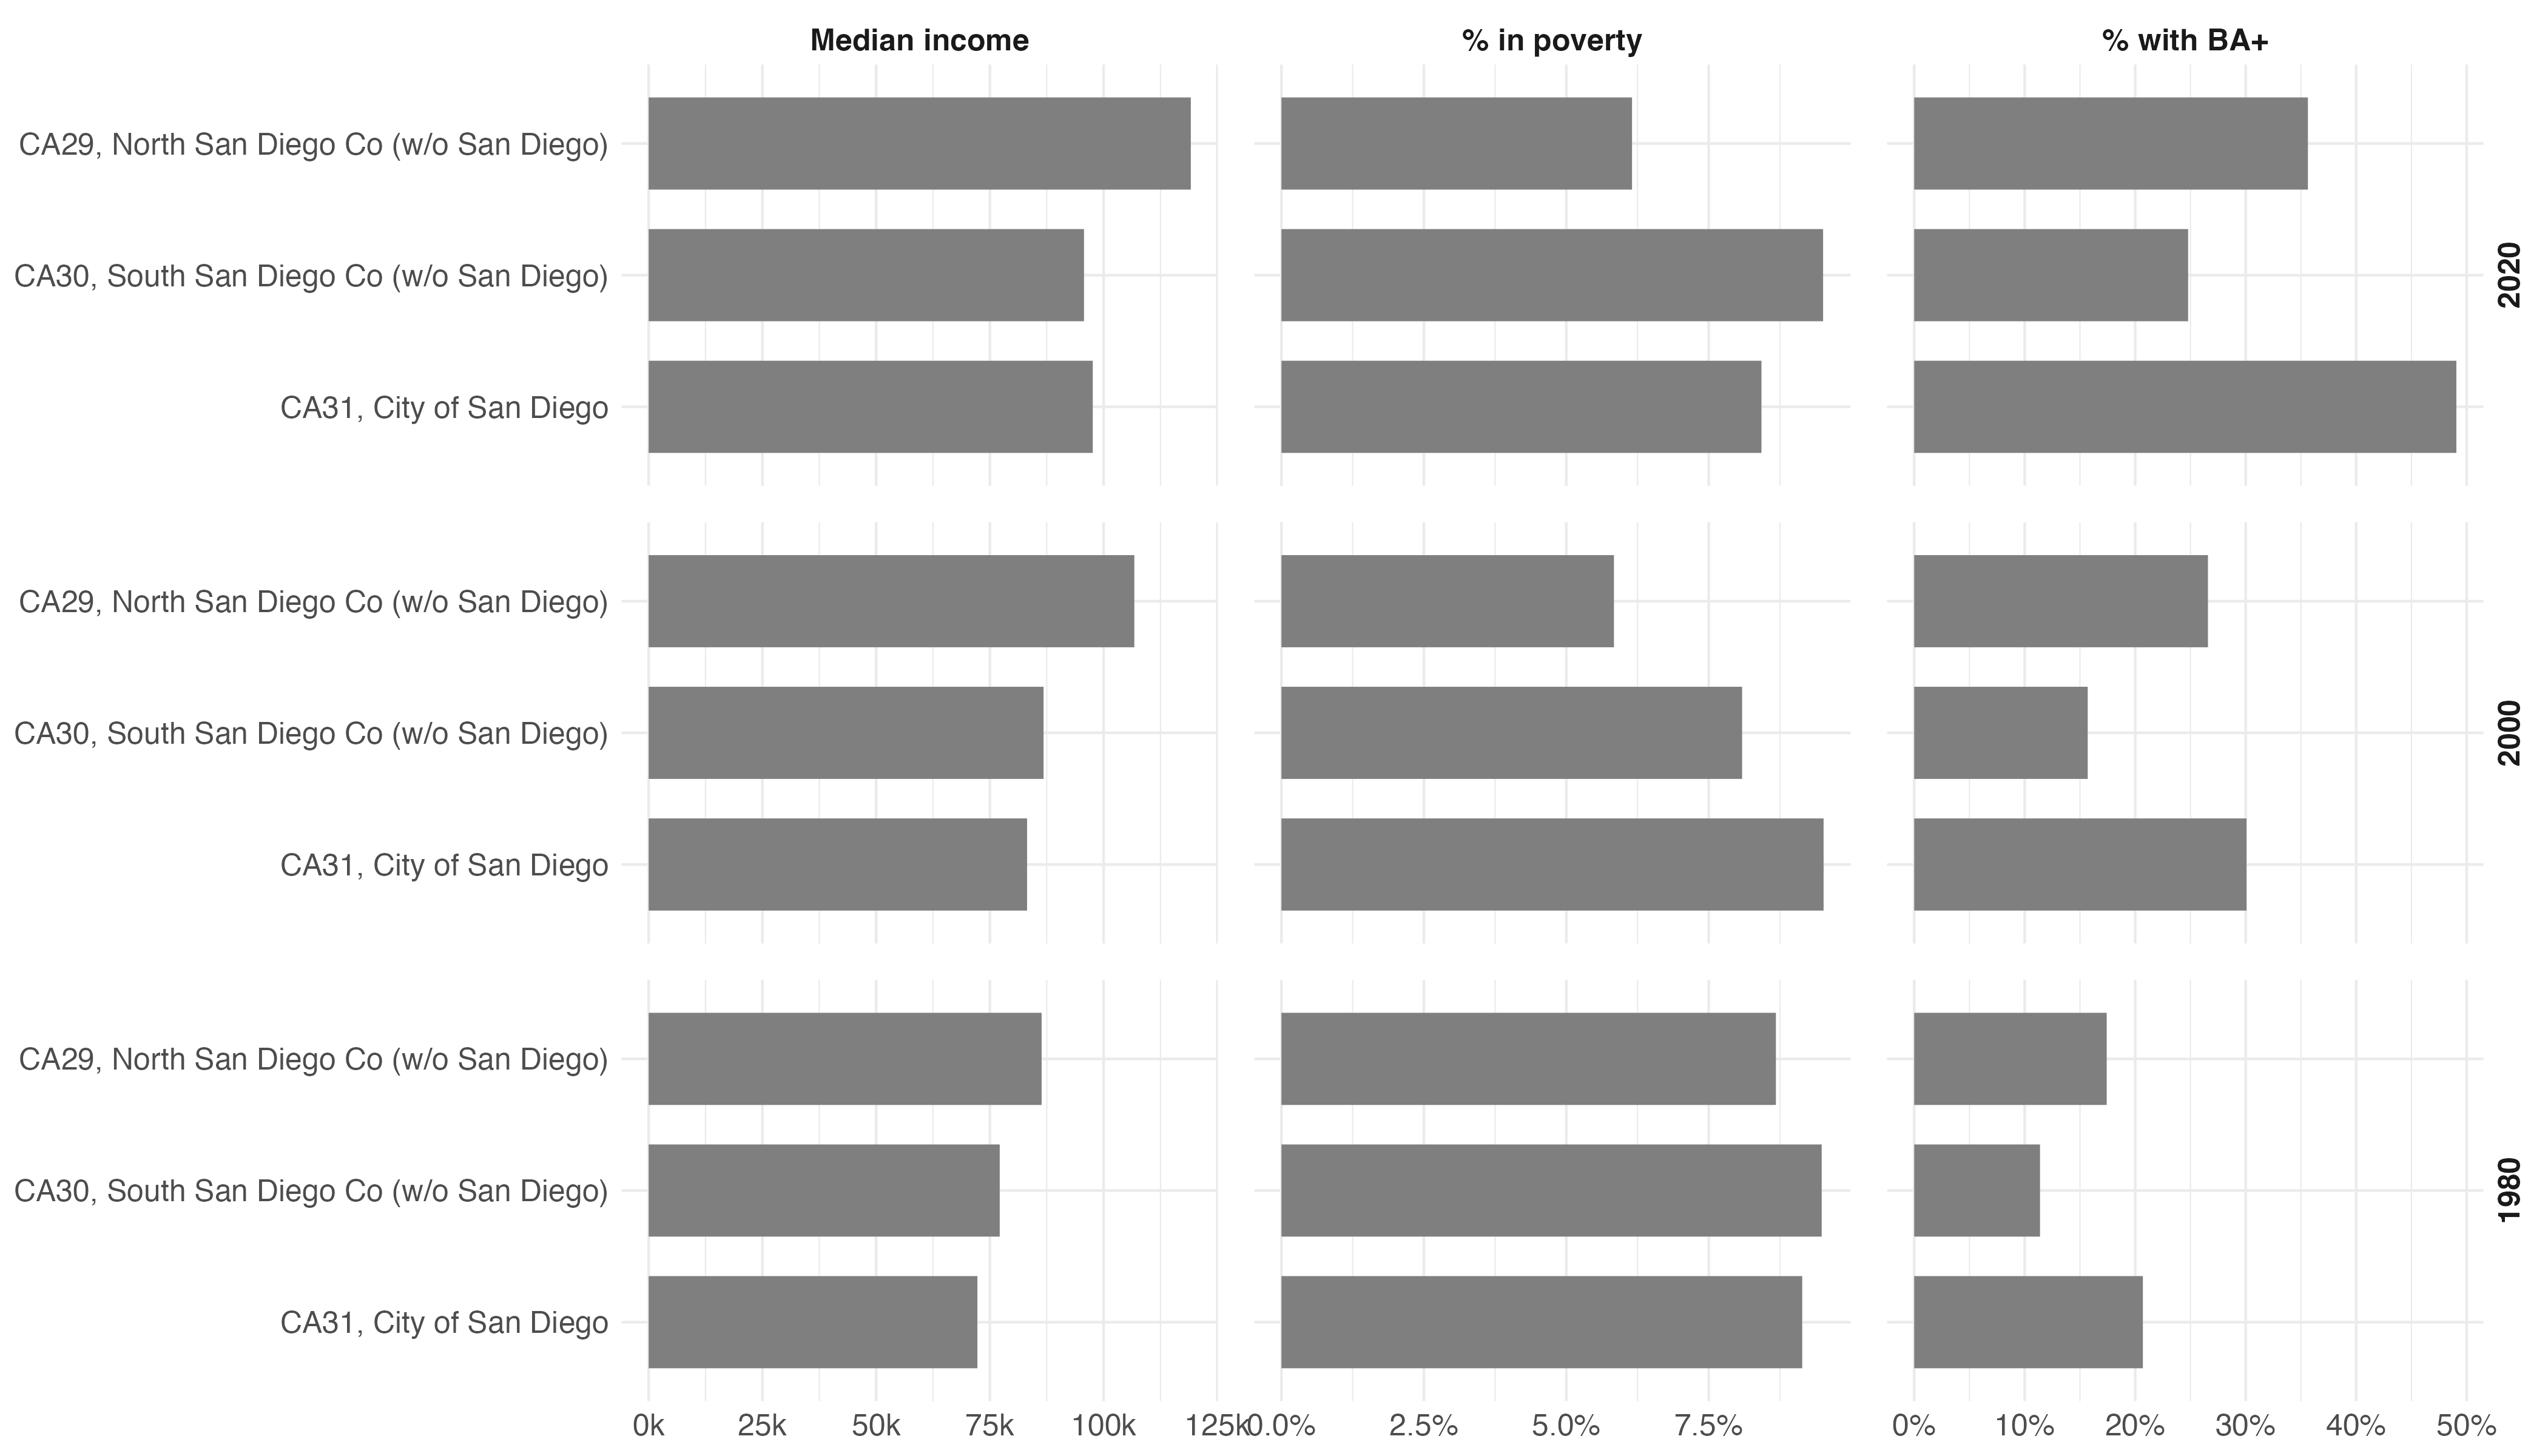 Median income
% in poverty
% with BA+
CA29, North San Diego Co (w/o San Diego)
CA30, South San Diego Co (w/o San Diego)
CA31, City of San Diego
2020
CA29, North San Diego Co (w/o San Diego)
CA30, South San Diego Co (w/o San Diego)
CA31, City of San Diego
2000
CA29, North San Diego Co (w/o San Diego)
CA30, South San Diego Co (w/o San Diego)
CA31, City of San Diego
1980
0k 25k 50k 75k 100k 125k
0.0% 2.5% 5.0% 7.5%
0% 10% 20% 30% 40% 50%